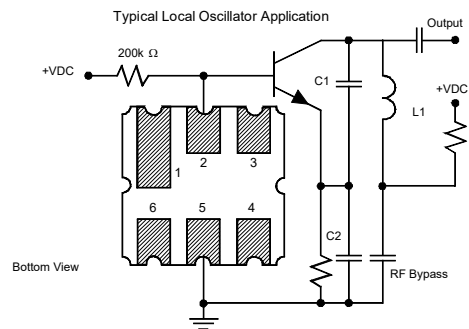 Typical Local Oscillator Application
Output
200k Ω
+VDC
C1
+VDC
L1
2
3
1
6
5
4
C2
Bottom View
RF Bypass